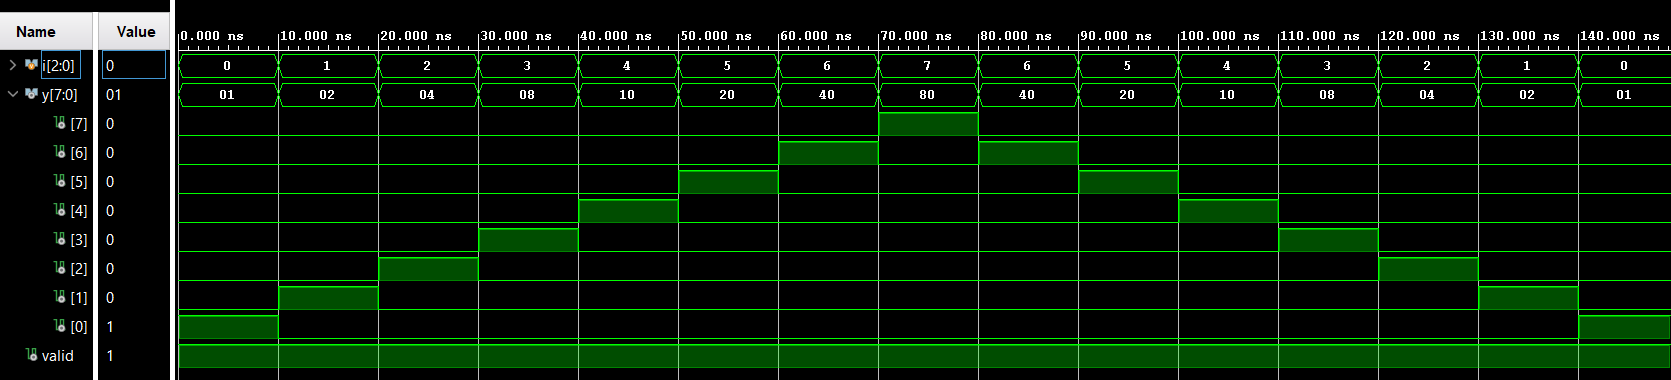 Name Value 0.000 ns 10.000 ns 20.000 ns 30.000 ns 40.000 ns 50.000 ns 60.000 ns 70.000 ns 80.000 ns 90.000 ns 100.000 ns 110.000 ns 120.000 ns 130.000 ns 140.000 ns
i[2:0] 0 0 1 2 3 4 5 6 7 6 5 4 3 2 1 0
y[7:0] 01 01 02 04 08 10 20 40 80 40 20 10 08 04 02 01
[7] 0
[6] 0
[5] 0
[4] 0
[3] 0
[2] 0
[1] 0
[0] 1
valid 1